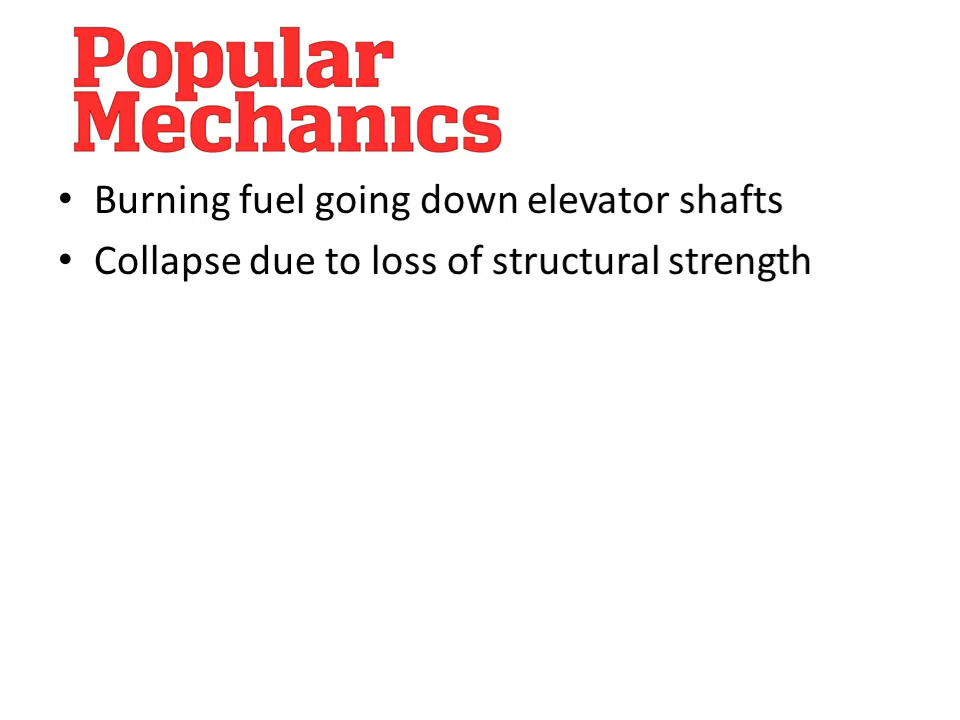 Popular
Mechanics
• Burning fuel going down elevator shafts
• Collapse due to loss of structural strength